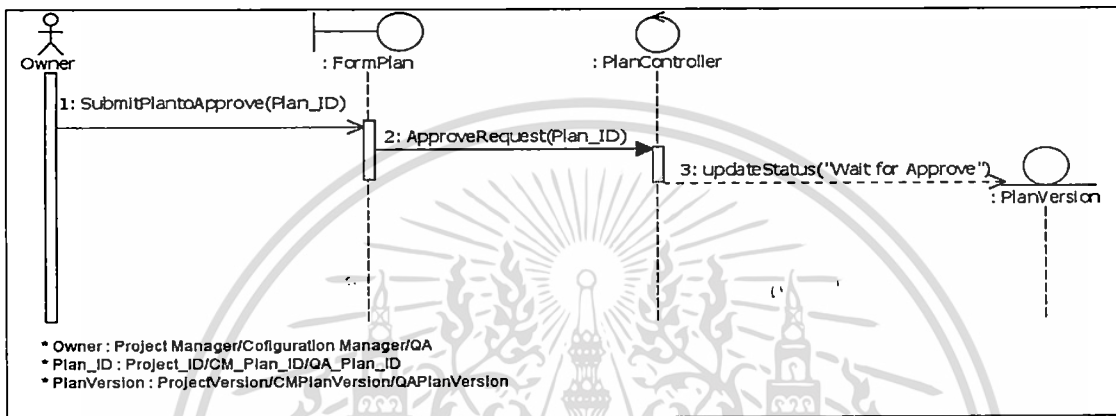 Owner
: FormPlan
: PlanController
1: SubmitPlantoApprove(Plan_ID)
2: ApproveRequest(Plan_ID)
3: updateStatus("Wait for Approve")
: PlanVersion
* Owner : Project Manager/Cofiguration Manager/QA
* Plan_ID : Project_ID/CM_Plan_ID/QA_Plan_ID
* PlanVersion : ProjectVersion/CMPlanVersion/QAPlanVersion